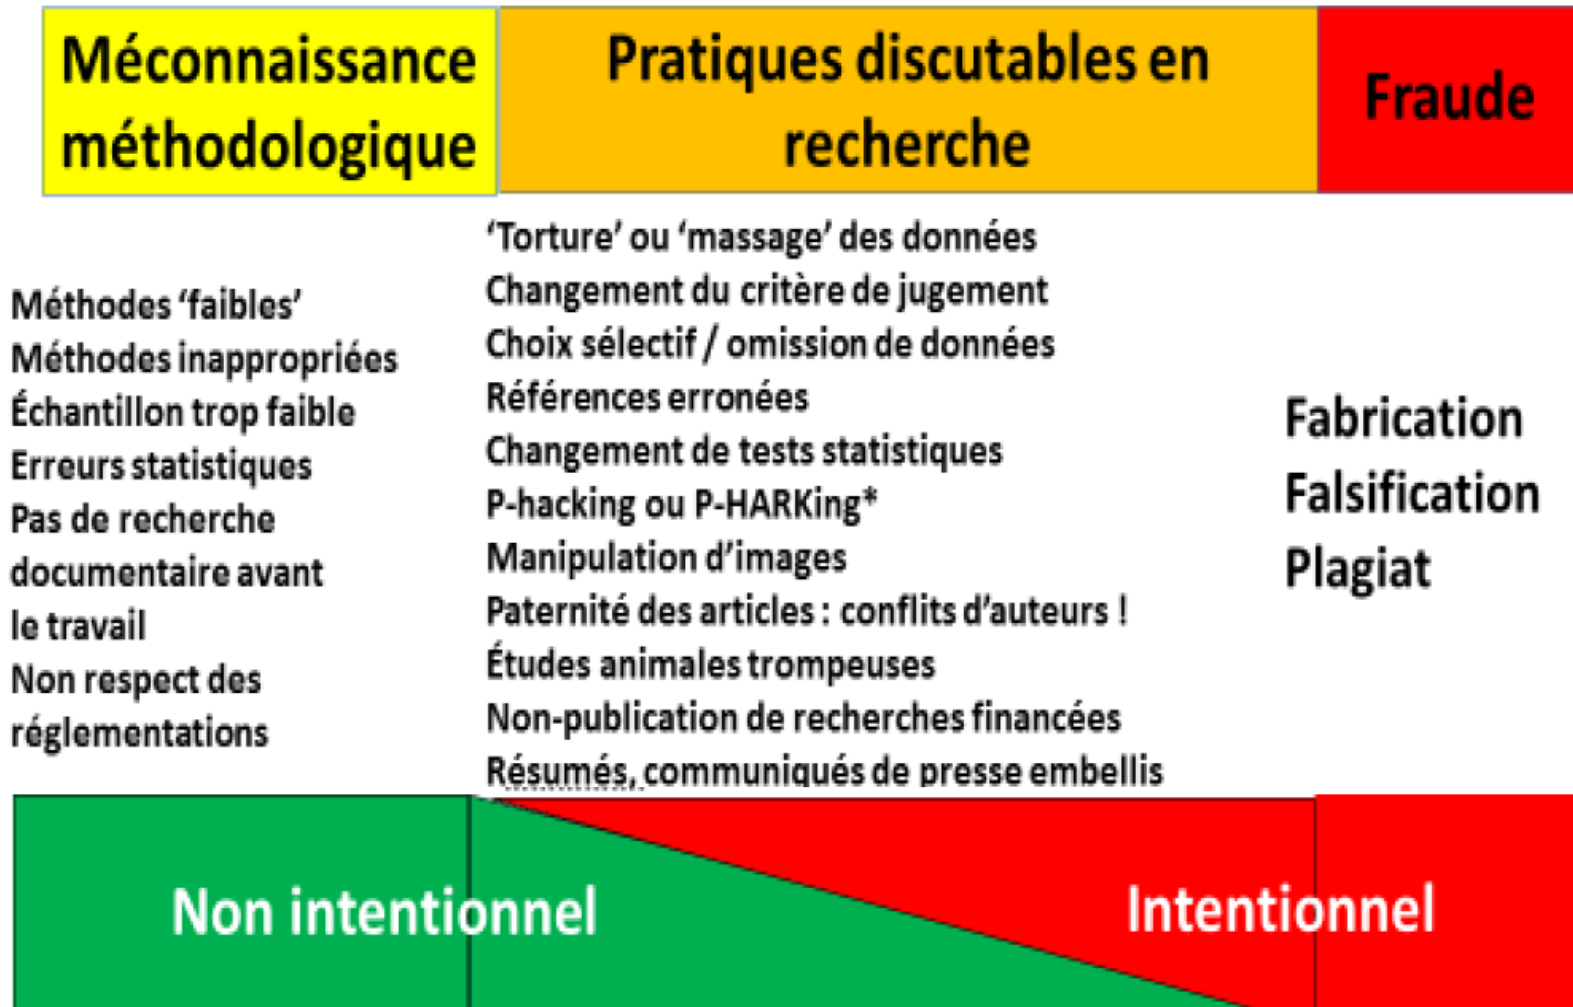 Méconnaissance
méthodologique
Pratiques discutables en
recherche
Fraude
Méthodes ‘faibles’
Méthodes inappropriées
Échantillon trop faible
Erreurs statistiques
Pas de recherche
documentaire avant
le travail
Non respect des
réglementations
‘Torture’ ou ‘massage’ des données
Changement du critère de jugement
Choix sélectif / omission de données
Références erronées
Changement de tests statistiques
P-hacking ou P-HARKing*
Manipulation d’images
Paternité des articles : conflits d’auteurs !
Études animales trompeuses
Non-publication de recherches financées
Résumés, communiqués de presse embellis
Fabrication
Falsification
Plagiat
Non intentionnel
Intentionnel